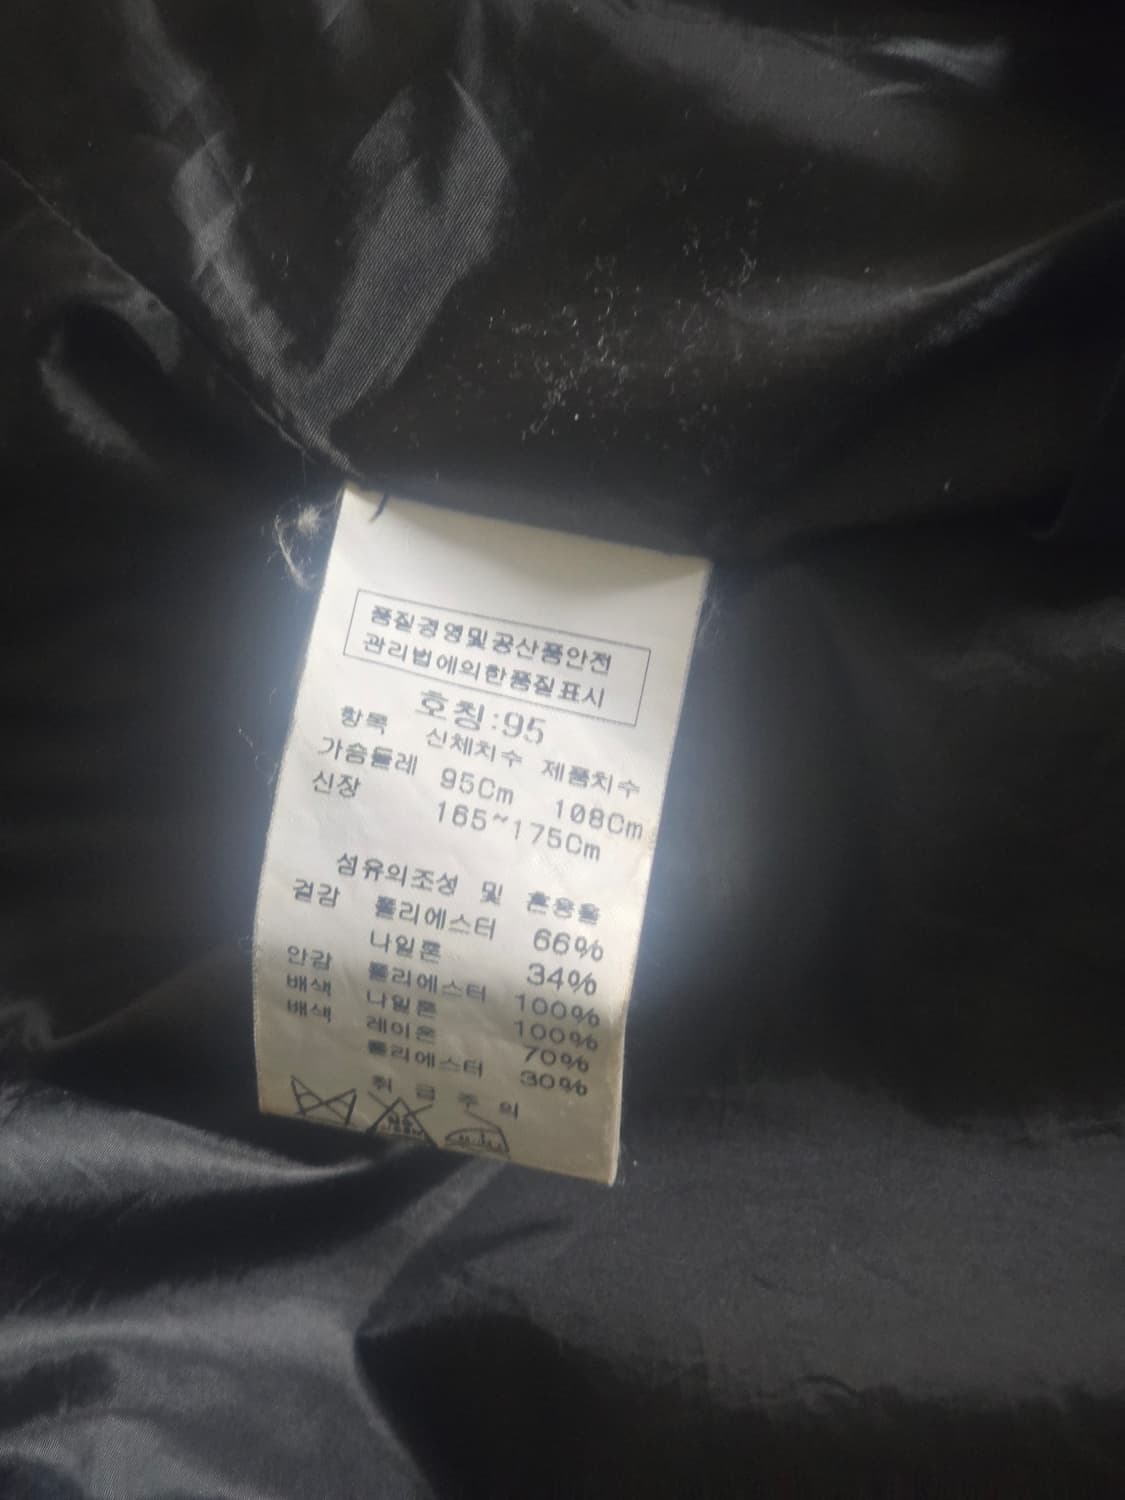 품질경영및공산품안전
관리법에의한품질표시
호칭:95
항목 신체치수 제품치수
가슴둘레 95Cm 108Cm
신장 165~175Cm
섬유의조성 및 혼용율
겉감 폴리에스터 66%
나일론 34%
안감 폴리에스터 100%
배색 나일론 100%
배색 레이온 70%
폴리에스터 30%
취 급 주 의